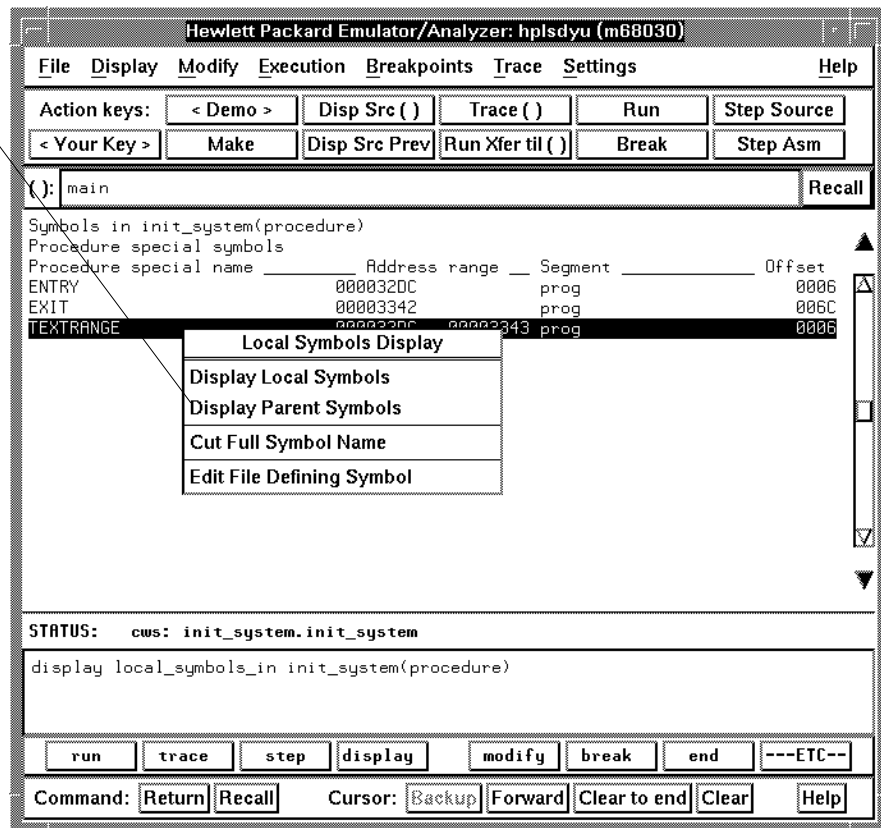 Hewlett Packard Emulator/Analyzer: hplsdyu (m68030)
File Display Modify Execution Breakpoints Trace Settings Help
Action keys: < Demo > Disp Src ( ) Trace ( ) Run Step Source
< Your Key > Make Disp Src Prev Run Xfer til ( ) Break Step Asm
( ): main Recall
Symbols in init_system(procedure)
Procedure special symbols
Procedure special name _________ Address range __ Segment _____________ Offset
ENTRY 000032DC prog 0006
EXIT 00003342 prog 006C
TEXTRANGE 000032DC 00003343 prog 0006
Local Symbols Display
Display Local Symbols
Display Parent Symbols
Cut Full Symbol Name
Edit File Defining Symbol
STATUS: cws: init_system.init_system
display local_symbols_in init_system(procedure)
run trace step display modify break end ---ETC--
Command: Return Recall Cursor: Backup Forward Clear to end Clear Help